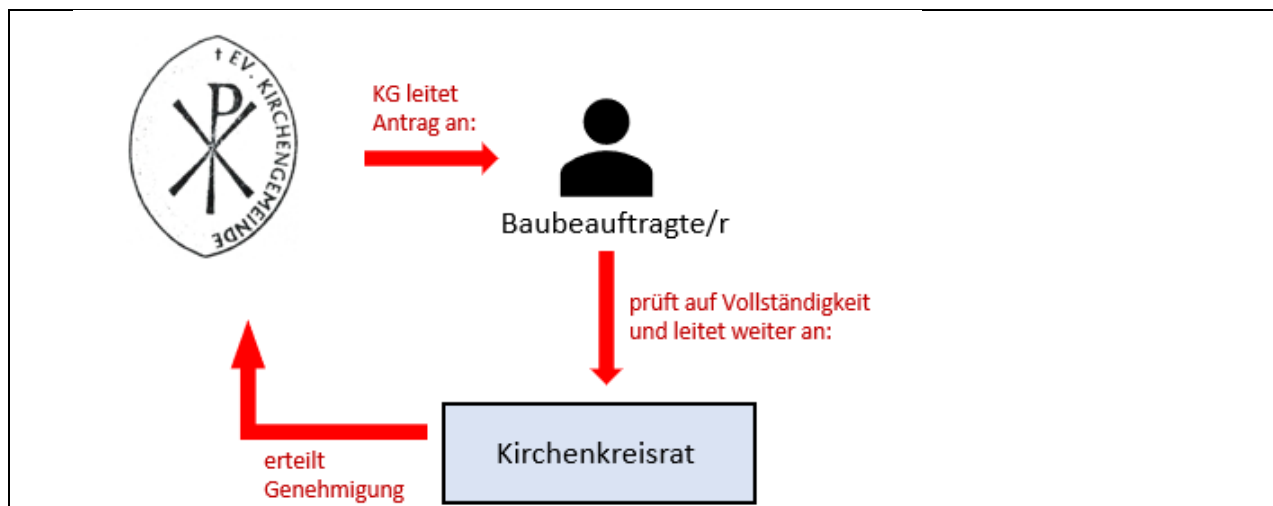 † EV. KIRCHENGEMEINDE
KG leitet
Antrag an:
Baubeauftragte/r
prüft auf Vollständigkeit
und leitet weiter an:
Kirchenkreisrat
erteilt
Genehmigung